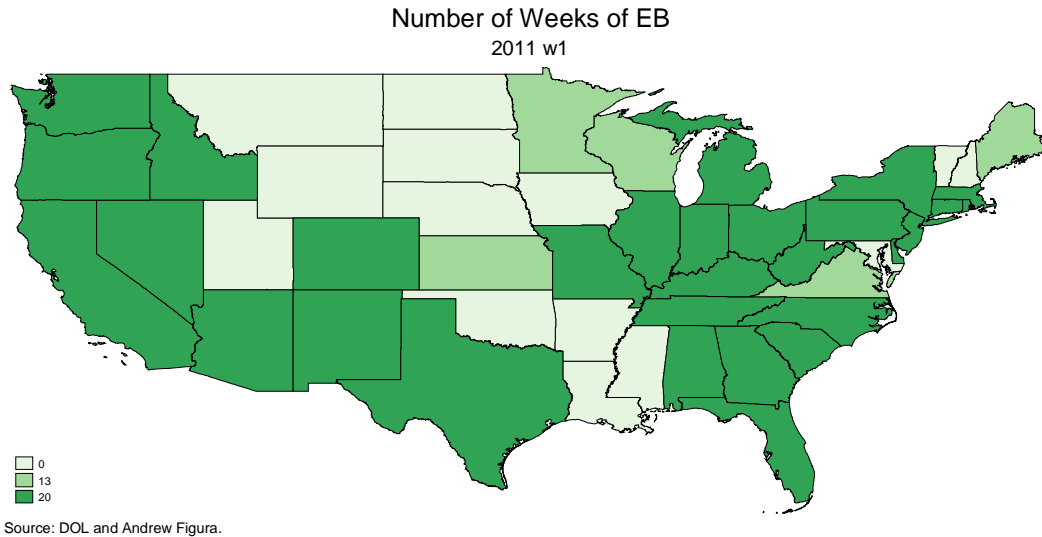 Number of Weeks of EB
2011 w1
0
13
20
Source: DOL and Andrew Figura.